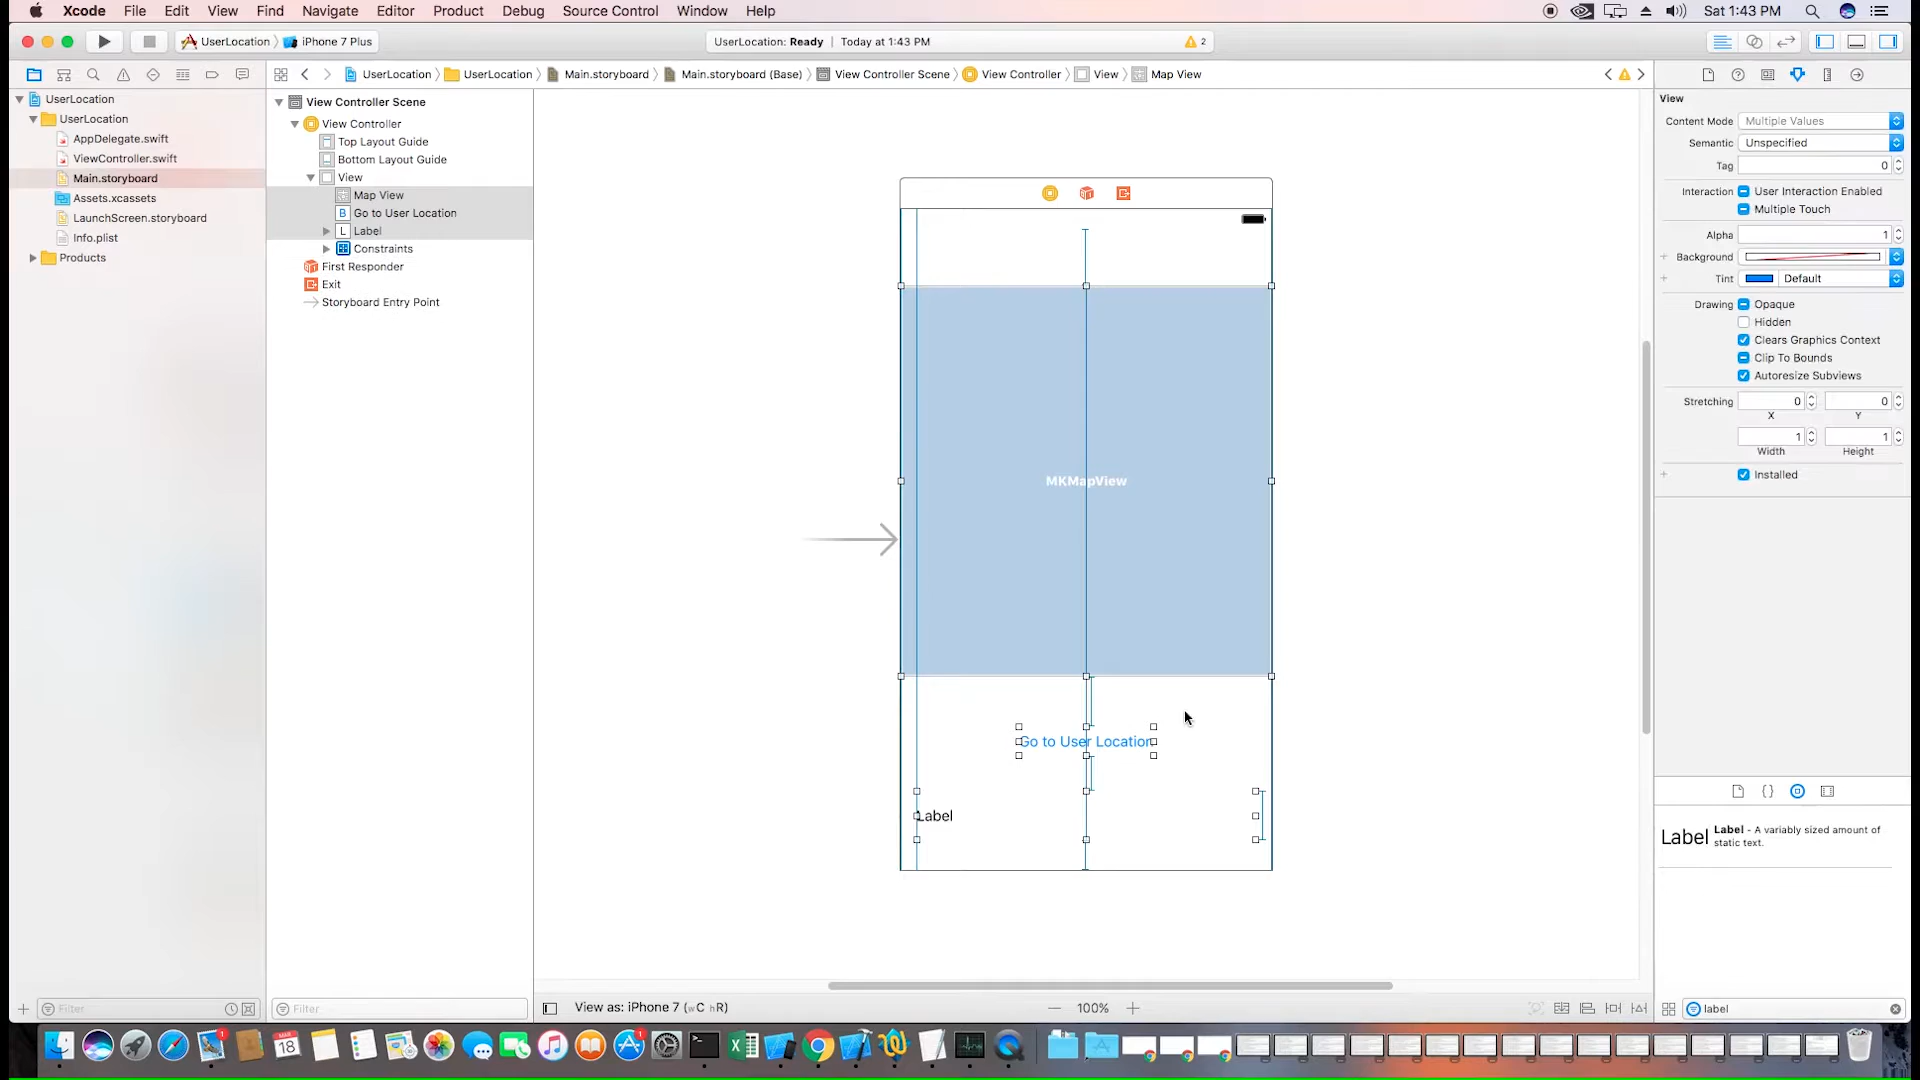 Xcode File Edit View Find Navigate Editor Product Debug Source Control Window Help Sat 1:43 PM
UserLocation iPhone 7 Plus UserLocation: Ready | Today at 1:43 PM 2
UserLocation UserLocation Main.storyboard Main.storyboard (Base) View Controller Scene View Controller View Map View
UserLocation
UserLocation
AppDelegate.swift
ViewController.swift
Main.storyboard
Assets.xcassets
LaunchScreen.storyboard
Info.plist
Products
View Controller Scene
View Controller
Top Layout Guide
Bottom Layout Guide
View
Map View
B Go to User Location
L Label
Constraints
First Responder
Exit
Storyboard Entry Point
MKMapView
Go to User Location
Label
View
Content Mode Multiple Values
Semantic Unspecified
Tag 0
Interaction User Interaction Enabled
Multiple Touch
Alpha 1
Background
Tint Default
Drawing Opaque
Hidden
Clears Graphics Context
Clip To Bounds
Autoresize Subviews
Stretching 0 0
X Y
1 1
Width Height
Installed
Label Label - A variably sized amount of
static text.
Filter
Filter
View as: iPhone 7 (wC hR)
100%
label
1
MAR
18
1